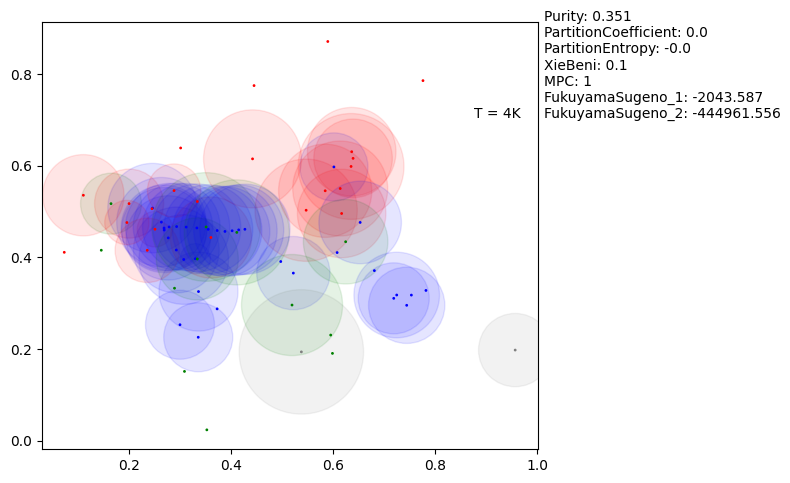 Purity: 0.351
PartitionCoefficient: 0.0
PartitionEntropy: -0.0
XieBeni: 0.1
MPC: 1
FukuyamaSugeno_1: -2043.587
FukuyamaSugeno_2: -444961.556
T = 4K
0.8
0.6
0.4
0.2
0.0
0.2 0.4 0.6 0.8 1.0